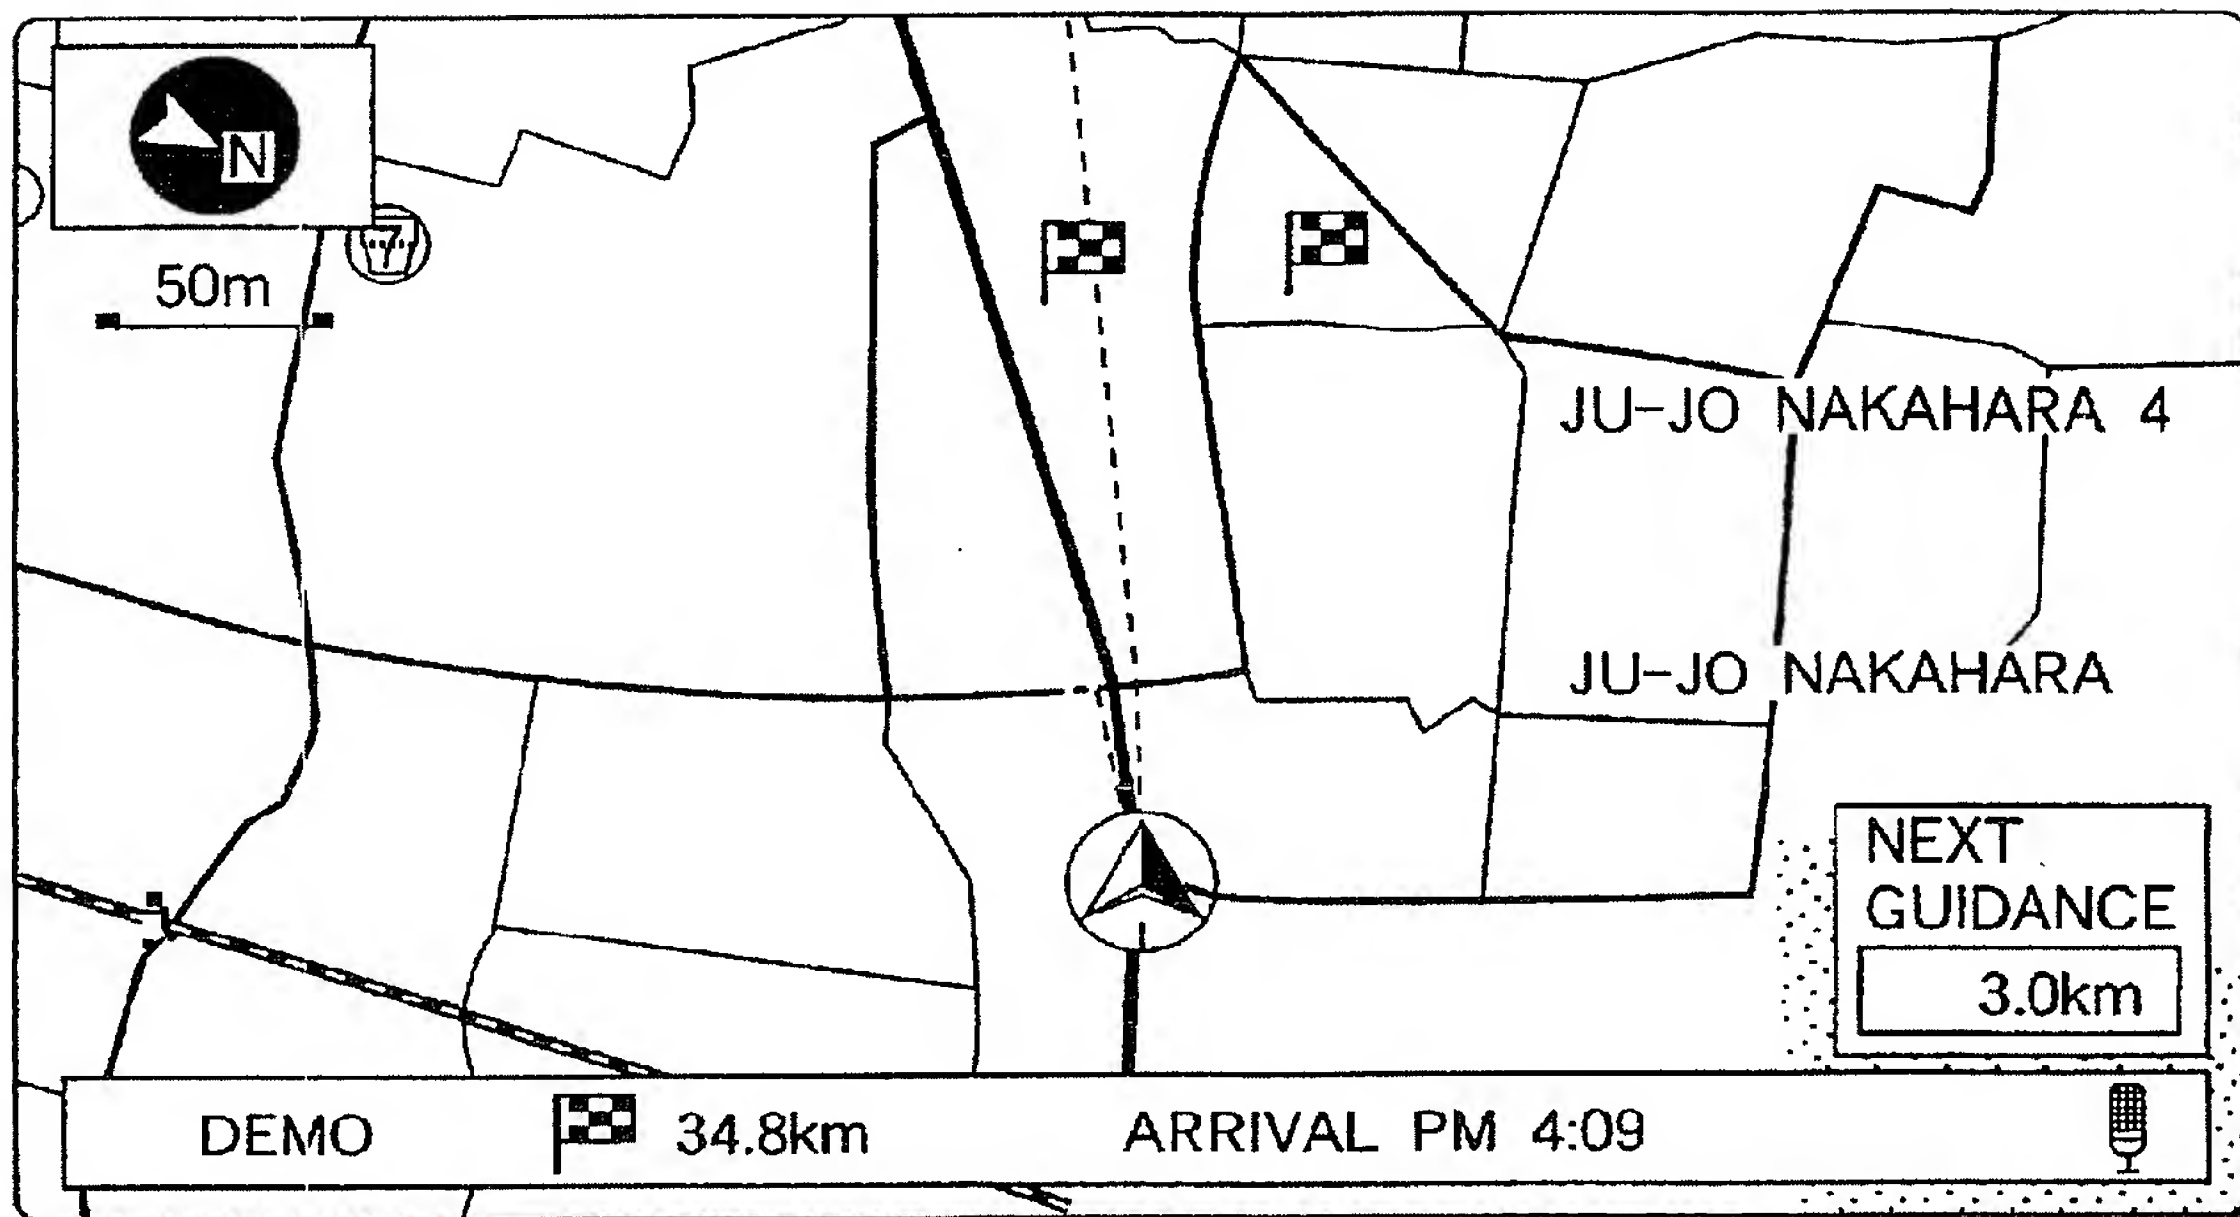 N
7
50m
JU-JO NAKAHARA 4
JU-JO NAKAHARA
NEXT
GUIDANCE
3.0km
DEMO 34.8km ARRIVAL PM 4:09